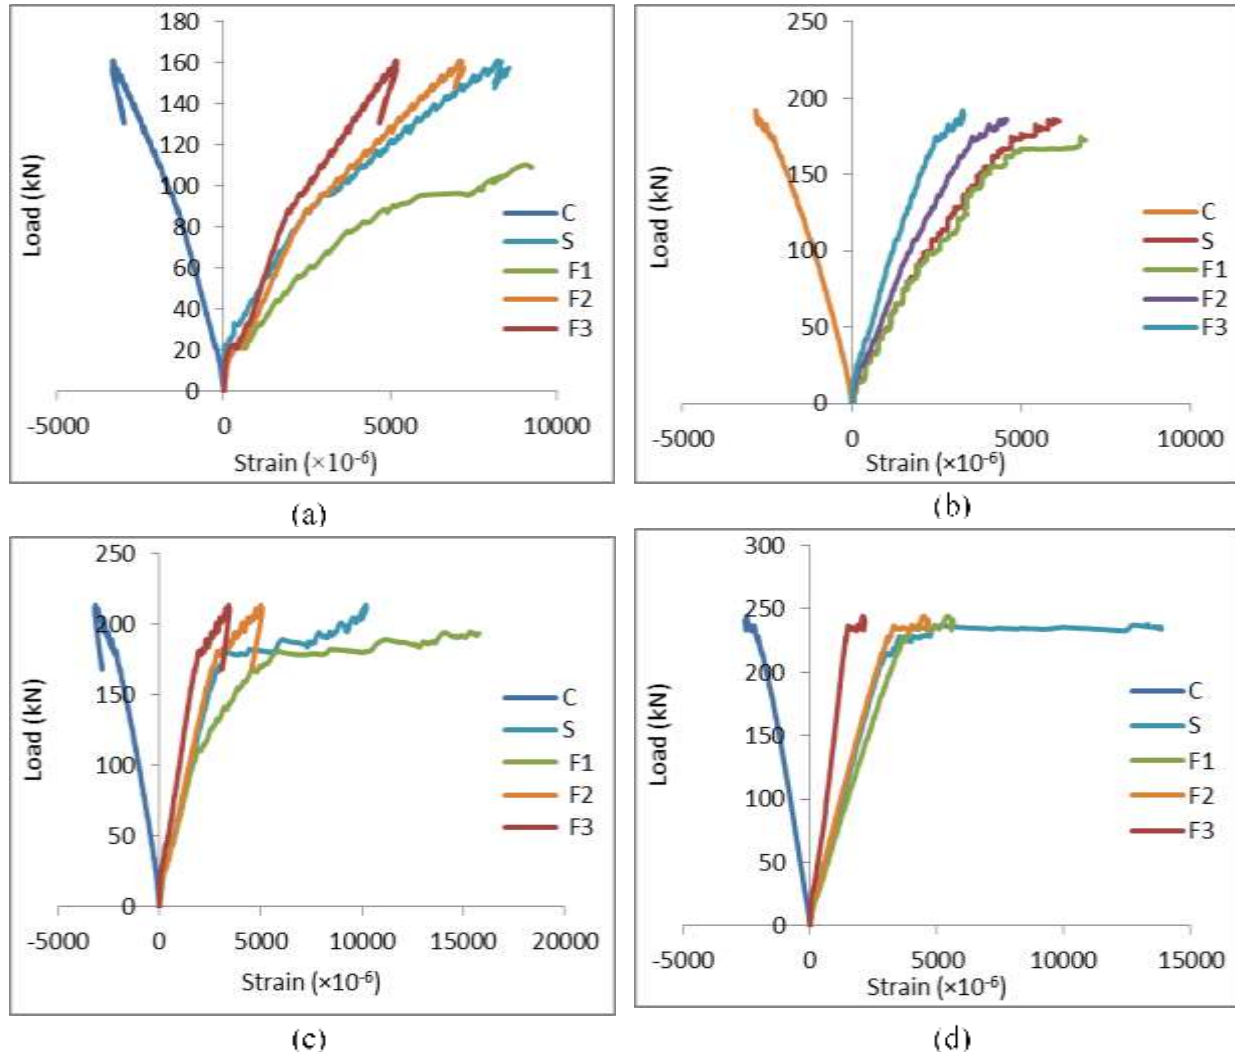 180
160
140
120
100
80
60
40
20
0
Load (kN)
-5000 0 5000 10000
Strain (×10⁻⁶)
C
S
F1
F2
F3
(a)
250
200
150
100
50
0
Load (kN)
-5000 0 5000 10000
Strain (×10⁻⁶)
C
S
F1
F2
F3
(b)
250
200
150
100
50
0
Load (kN)
-5000 0 5000 10000 15000 20000
Strain (×10⁻⁶)
C
S
F1
F2
F3
(c)
300
250
200
150
100
50
0
Load (kN)
-5000 0 5000 10000 15000
Strain (×10⁻⁶)
C
S
F1
F2
F3
(d)